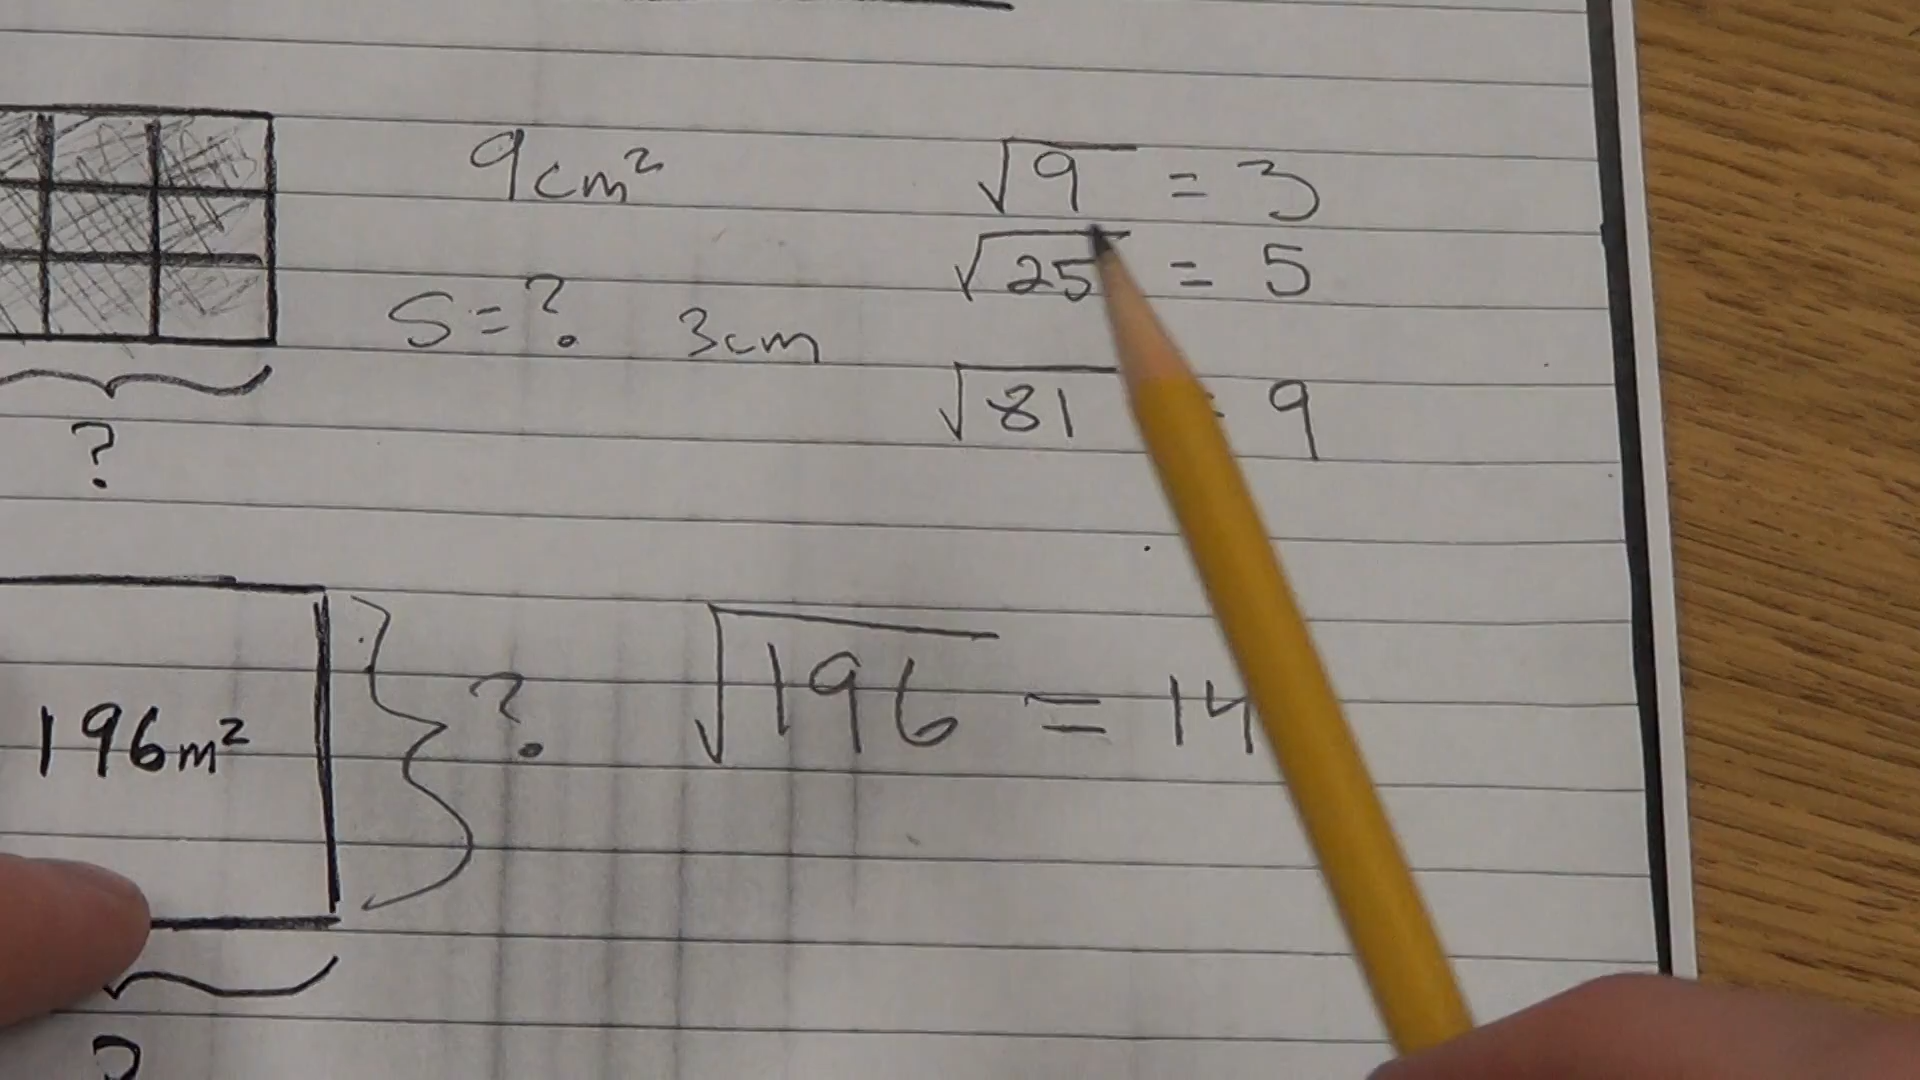 9cm²
√9 = 3
√25 = 5
S=? 3cm
√81 = 9
?
196m²
?
√196 = 14
?